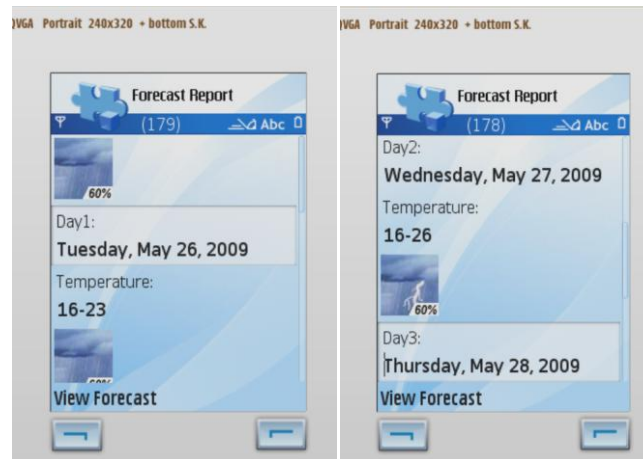 QVGA Portrait 240x320 + bottom S.K.
Forecast Report
(179) Abc
60%
Day1:
Tuesday, May 26, 2009
Temperature:
16-23
60%
View Forecast
QVGA Portrait 240x320 + bottom S.K.
Forecast Report
(178) Abc
Day2:
Wednesday, May 27, 2009
Temperature:
16-26
60%
Day3:
Thursday, May 28, 2009
View Forecast